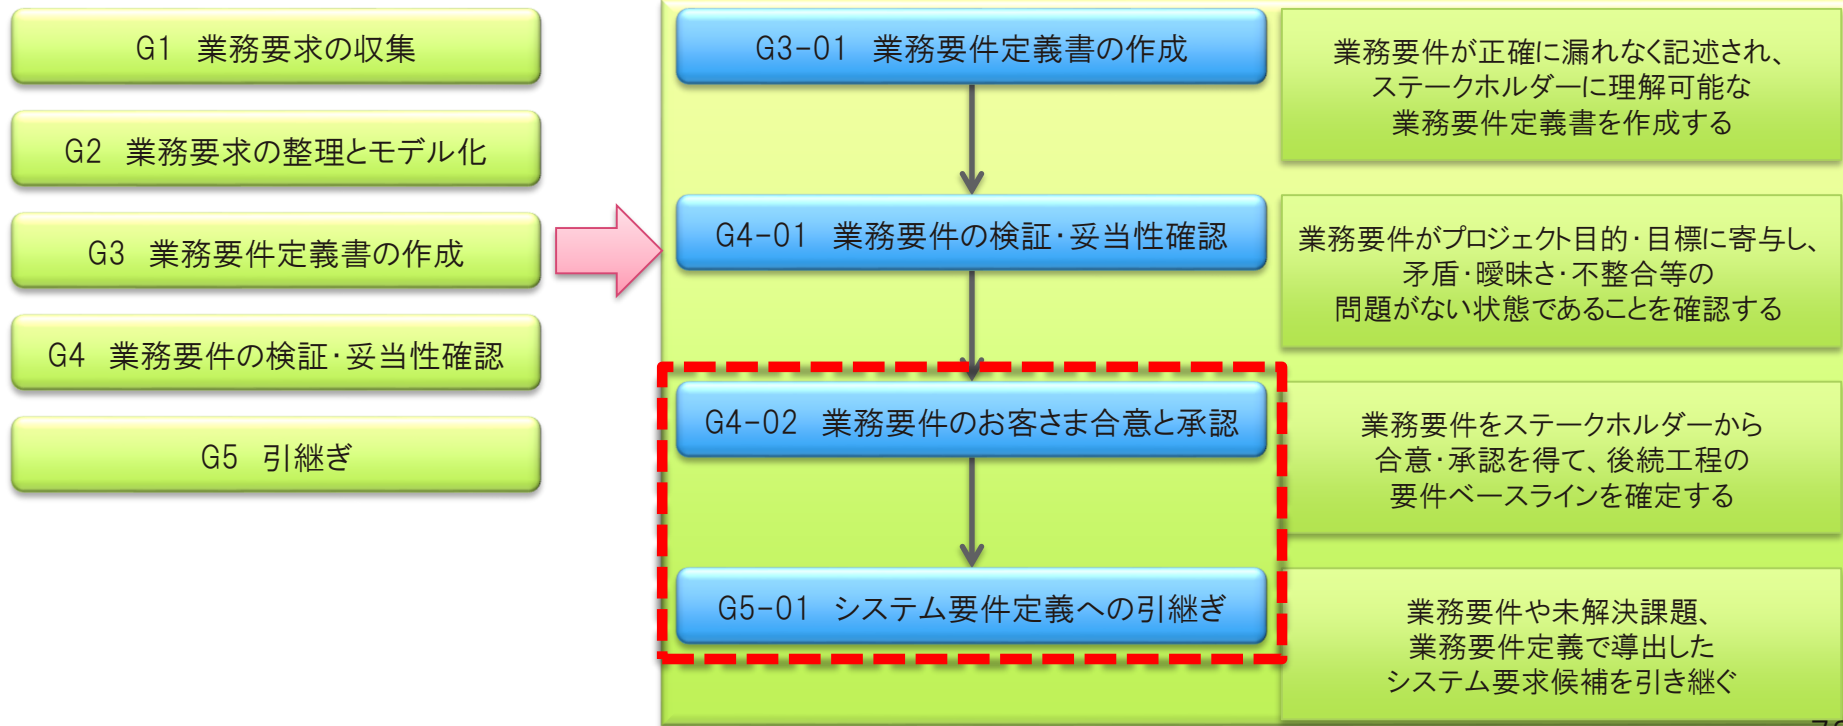 G1 業務要求の収集
G2 業務要求の整理とモデル化
G3 業務要件定義書の作成
G4 業務要件の検証・妥当性確認
G5 引継ぎ
G3-01 業務要件定義書の作成
業務要件が正確に漏れなく記述され、
ステークホルダーに理解可能な
業務要件定義書を作成する
G4-01 業務要件の検証・妥当性確認
業務要件がプロジェクト目的・目標に寄与し、
矛盾・曖昧さ・不整合等の
問題がない状態であることを確認する
G4-02 業務要件のお客さま合意と承認
業務要件をステークホルダーから
合意・承認を得て、後続工程の
要件ベースラインを確定する
G5-01 システム要件定義への引継ぎ
業務要件や未解決課題、
業務要件定義で導出した
システム要求候補を引き継ぐ